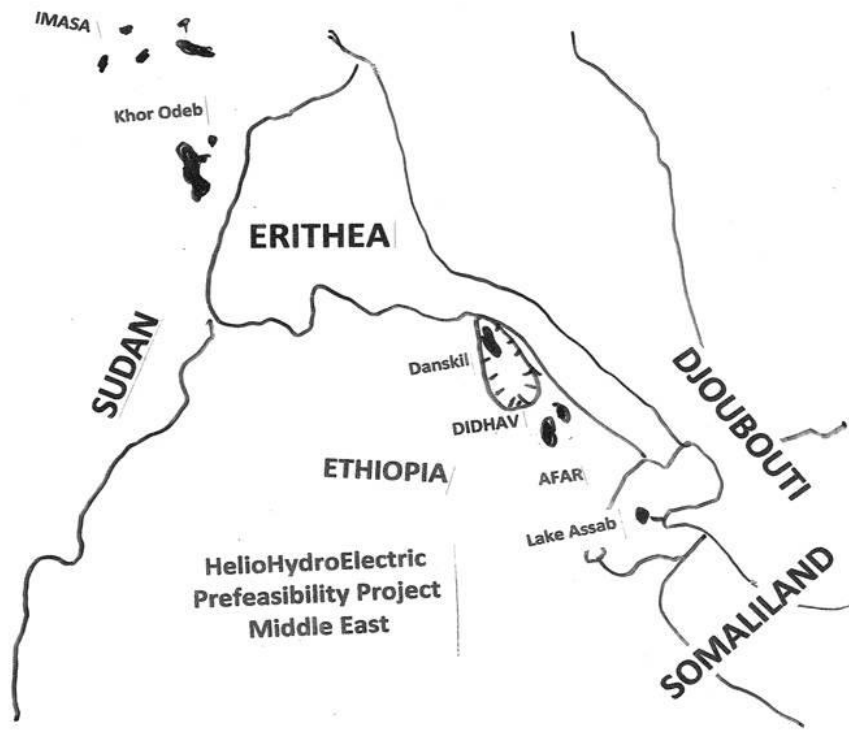 IMASA
Khor Odeb
ERITHEA
SUDAN
Danskil
DIDHAV
DJOUBOUTI
ETHIOPIA
AFAR
Lake Assab
HelioHydroElectric
Prefeasibility Project
Middle East
SOMALILAND